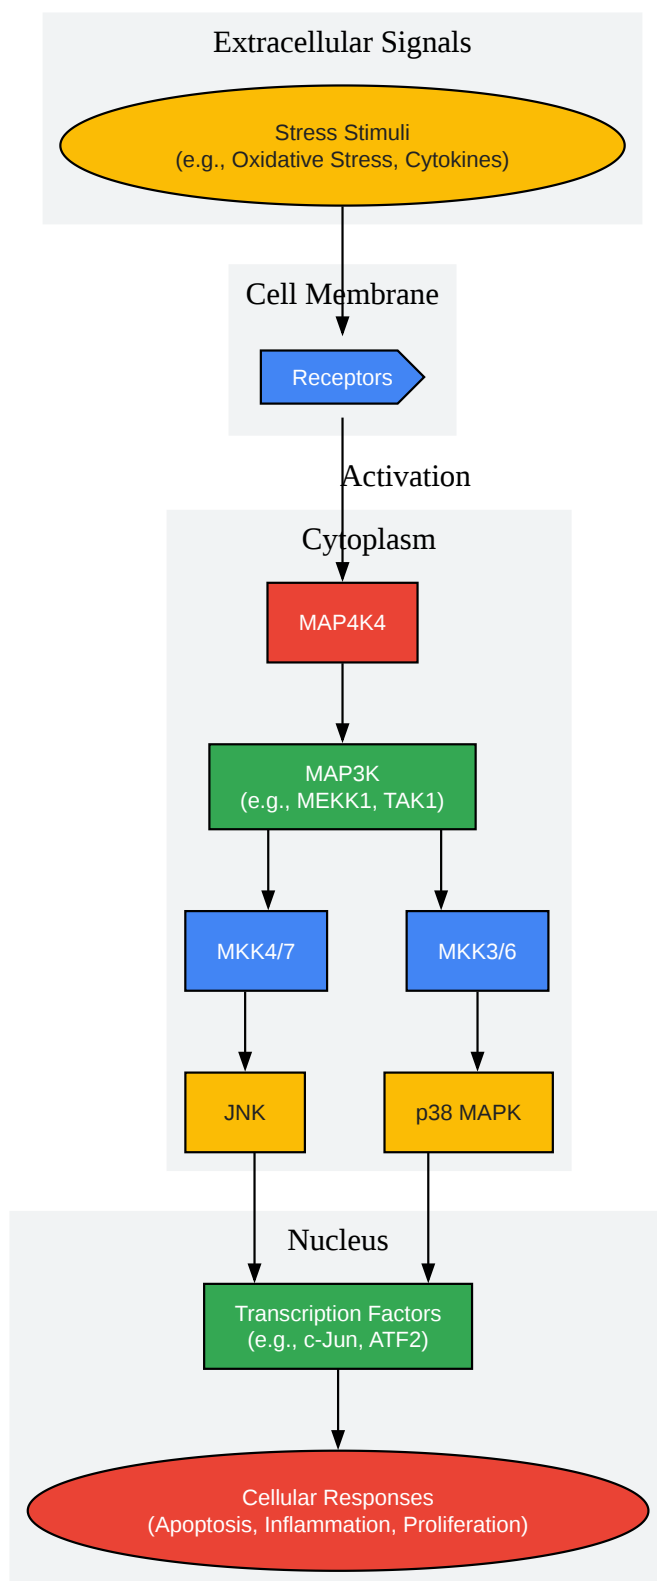 Extracellular Signals
Stress Stimuli
(e.g., Oxidative Stress, Cytokines)
Cell Membrane
Receptors
Activation
Cytoplasm
MAP4K4
MAP3K
(e.g., MEKK1, TAK1)
MKK4/7
MKK3/6
JNK
p38 MAPK
Nucleus
Transcription Factors
(e.g., c-Jun, ATF2)
Cellular Responses
(Apoptosis, Inflammation, Proliferation)